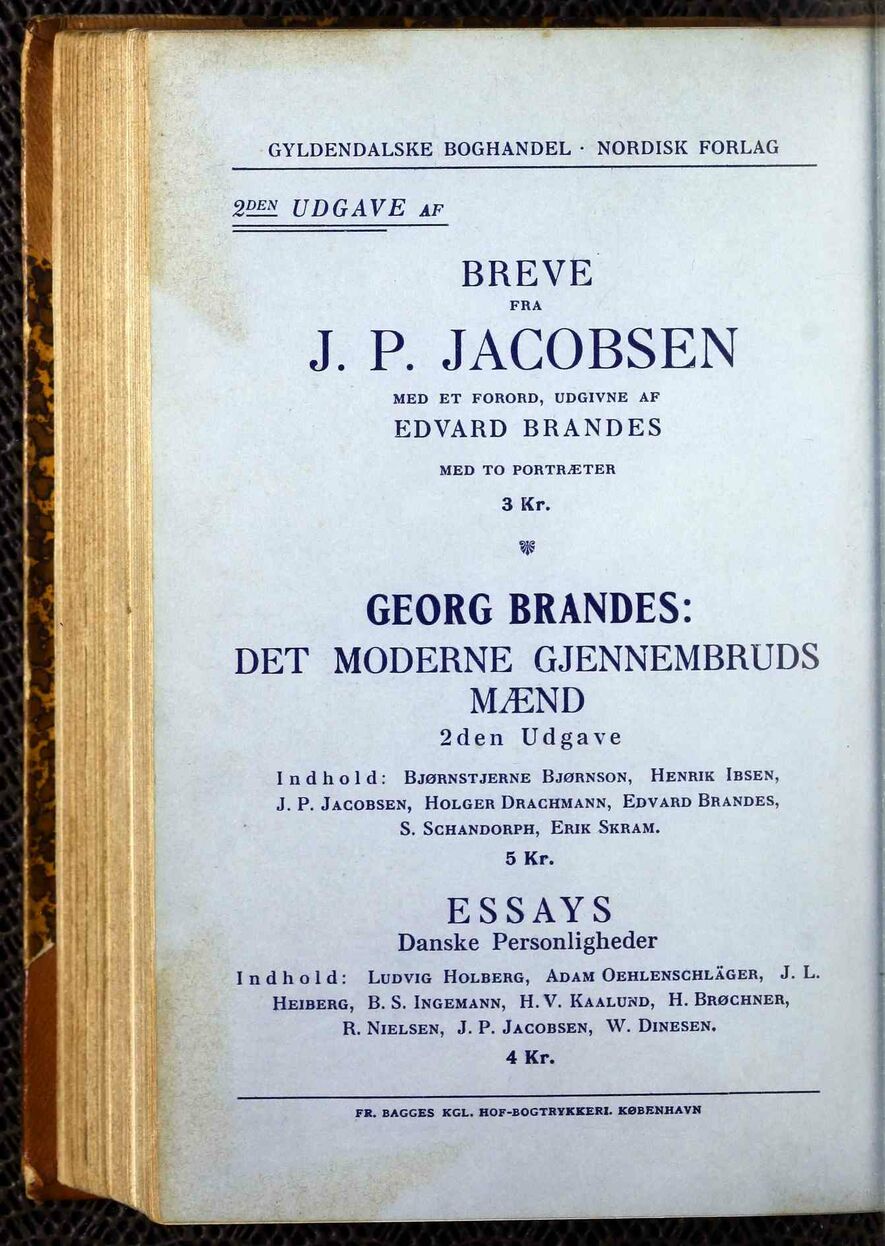 GYLDENDALSKE BOGHANDEL · NORDISK FORLAG
2DEN UDGAVE AF
BREVE
FRA
J. P. JACOBSEN
MED ET FORORD, UDGIVNE AF
EDVARD BRANDES
MED TO PORTRÆTER
3 Kr.
GEORG BRANDES:
DET MODERNE GJENNEMBRUDS
MÆND
2den Udgave
Indhold: BJØRNSTJERNE BJØRNSON, HENRIK IBSEN,
J. P. JACOBSEN, HOLGER DRACHMANN, EDVARD BRANDES,
S. SCHANDORPH, ERIK SKRAM.
5 Kr.
ESSAYS
Danske Personligheder
Indhold: LUDVIG HOLBERG, ADAM OEHLENSCHLÄGER, J. L.
HEIBERG, B. S. INGEMANN, H. V. KAALUND, H. BRØCHNER,
R. NIELSEN, J. P. JACOBSEN, W. DINESEN.
4 Kr.
FR. BAGGES KGL. HOF-BOGTRYKKERI. KØBENHAVN